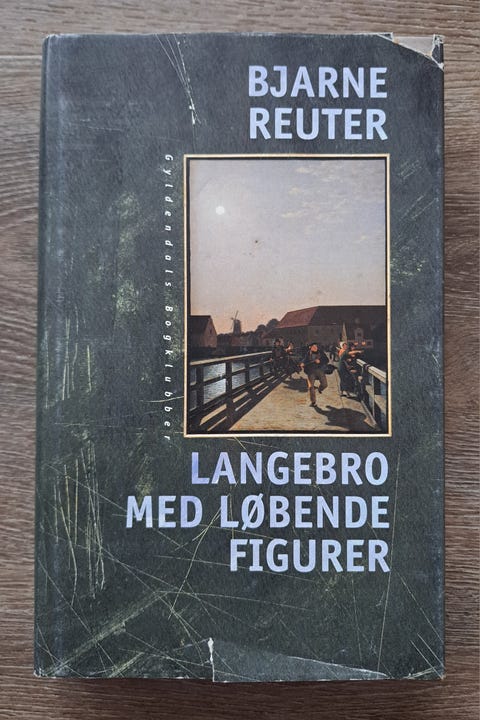 BJARNE
REUTER
Gyldendals Bogklubber
LANGEBRO
MED LØBENDE
FIGURER